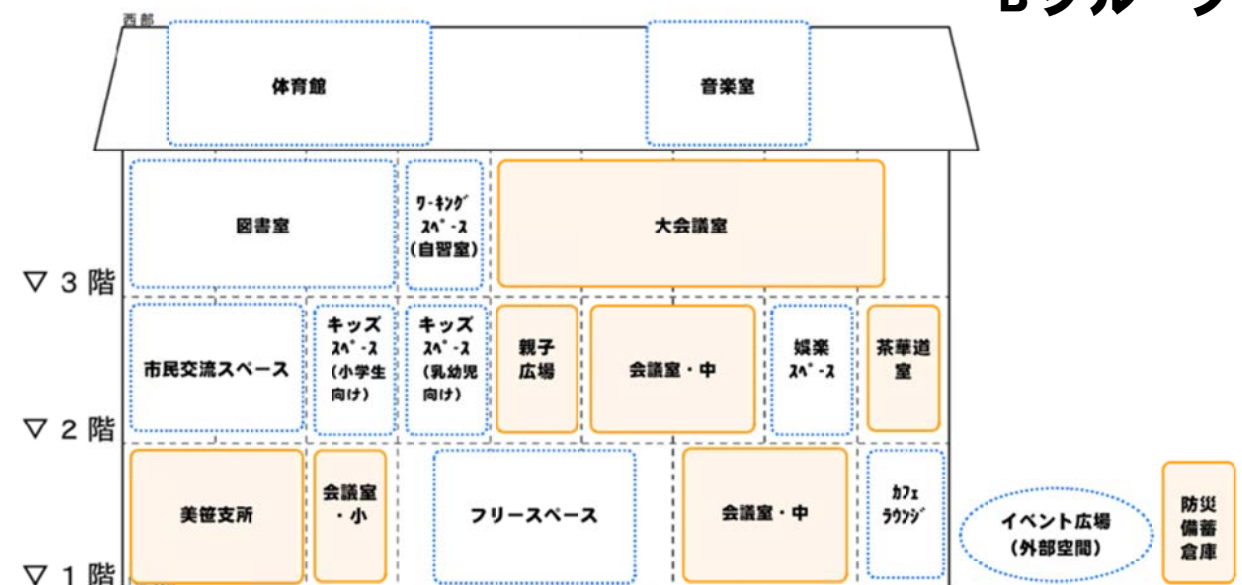 Bグループ
西部
体育館
音楽室
図書室
ワーキング
スペース
(自習室)
大会議室
▽3階
市民交流スペース
キッズ
スペース
(小学生
向け)
キッズ
スペース
(乳幼児
向け)
親子
広場
会議室・中
娯楽
スペース
茶華道
室
▽2階
美笹支所
会議室
・小
フリースペース
会議室・中
カフェ
ラウンジ
イベント広場
(外部空間)
防災
備蓄
倉庫
▽1階